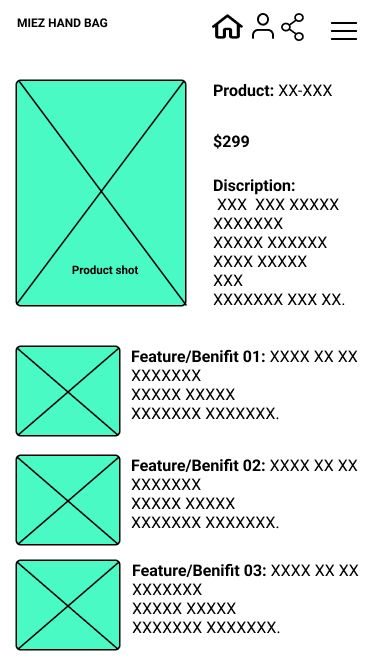 MIEZ HAND BAG
Product: XX-XXX
$299
Discription:
XXX XXX XXXXX
XXXXXXX
XXXXX XXXXXX
XXXX XXXXX
XXX
XXXXXXX XXX XX.
Product shot
Feature/Benifit 01: XXXX XX XX
XXXXXXX
XXXXX XXXXX
XXXXXXX XXXXXXX.
Feature/Benifit 02: XXXX XX XX
XXXXXXX
XXXXX XXXXX
XXXXXXX XXXXXXX.
Feature/Benifit 03: XXXX XX XX
XXXXXXX
XXXXX XXXXX
XXXXXXX XXXXXXX.